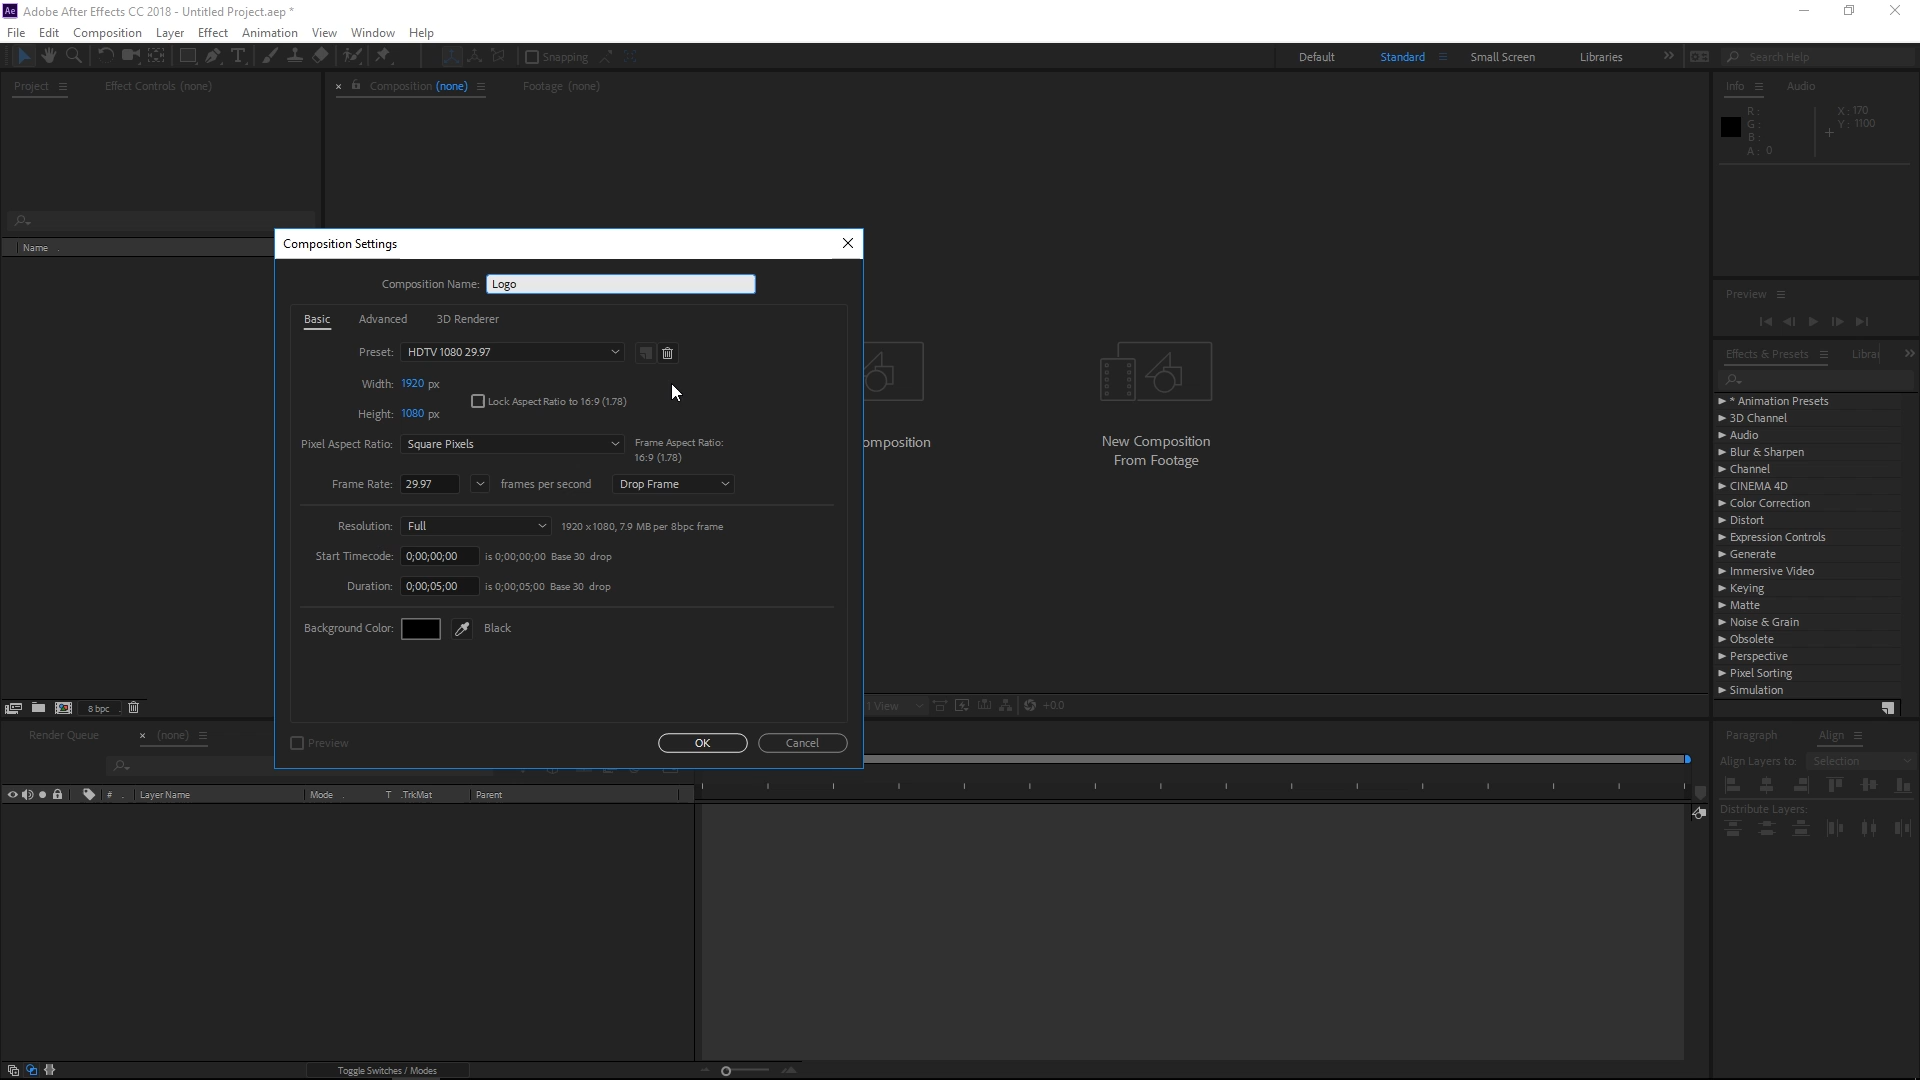 Ae Adobe After Effects CC 2018 - Untitled Project.aep *
File Edit Composition Layer Effect Animation View Window Help
Snapping Default Standard Small Screen Libraries Search Help
Project Effect Controls (none)
Composition (none) Footage (none)
Info Audio
R :
G :
B :
A : 0
X : 170
Y : 1100
Name
Composition Settings
Composition Name: Logo
Basic Advanced 3D Renderer
Preset: HDTV 1080 29.97
Width: 1920 px
Lock Aspect Ratio to 16:9 (1.78)
Height: 1080 px
Pixel Aspect Ratio: Square Pixels
Frame Aspect Ratio:
16:9 (1.78)
Frame Rate: 29.97 frames per second Drop Frame
Resolution: Full 1920 x 1080, 7.9 MB per 8bpc frame
Start Timecode: 0;00;00;00 is 0;00;00;00 Base 30 drop
Duration: 0;00;05;00 is 0;00;05;00 Base 30 drop
Background Color: Black
Preview OK Cancel
New Composition
From Footage
Preview
Effects & Presets
* Animation Presets
3D Channel
Audio
Blur & Sharpen
Channel
CINEMA 4D
Color Correction
Distort
Expression Controls
Generate
Immersive Video
Keying
Matte
Noise & Grain
Obsolete
Perspective
Pixel Sorting
Simulation
8 bpc
1 View +0.0
Render Queue (none)
# Layer Name Mode T .TrkMat Parent
Toggle Switches / Modes
Paragraph Align
Align Layers to: Selection
Distribute Layers: